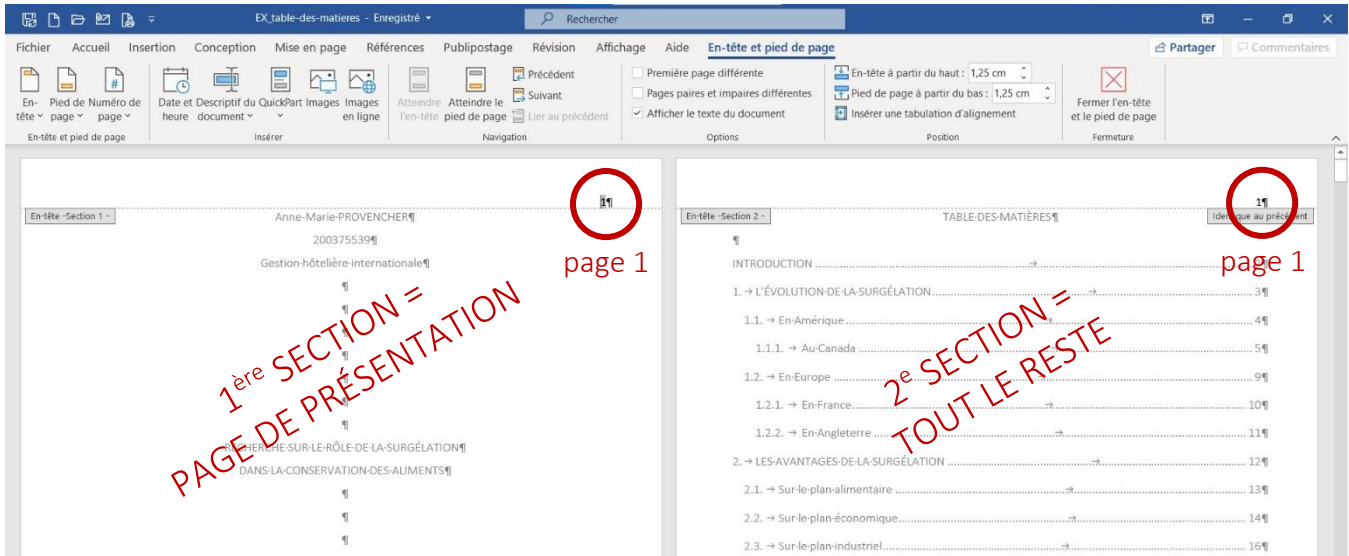 EX_table-des-matieres - Enregistré
Rechercher
Fichier Accueil Insertion Conception Mise en page Références Publipostage Révision Affichage Aide En-tête et pied de page Partager Commentaires
En-tête Pied de page Numéro de page
Date et heure Descriptif du document QuickPart Images Images en ligne
Atteindre l'en-tête Atteindre le pied de page
Précédent
Suivant
Lier au précédent
Première page différente
Pages paires et impaires différentes
Afficher le texte du document
En-tête à partir du haut : 1,25 cm
Pied de page à partir du bas : 1,25 cm
Insérer une tabulation d'alignement
Fermer l'en-tête et le pied de page
En-tête et pied de page Insérer Navigation Options Position Fermeture
1¶
En-tête -Section 1 -
Anne-Marie·PROVENCHER¶
200375539¶
Gestion·hôtelière·internationale¶
page 1
¶
¶
¶
¶
¶
¶
¶
1ère SECTION =
PAGE DE PRÉSENTATION
RECHERCHE·SUR·LE·RÔLE·DE·LA·SURGÉLATION¶
DANS·LA·CONSERVATION·DES·ALIMENTS¶
¶
¶
¶
1¶
En-tête -Section 2 -
Identique au précédent
TABLE·DES·MATIÈRES¶
¶
page 1
INTRODUCTION → ¶
1. → L'ÉVOLUTION·DE·LA·SURGÉLATION → 3¶
1.1. → En·Amérique → 4¶
1.1.1. → Au·Canada → 5¶
1.2. → En·Europe → 9¶
1.2.1. → En·France → 10¶
1.2.2. → En·Angleterre → 11¶
2e SECTION =
TOUT LE RESTE
2. → LES·AVANTAGES·DE·LA·SURGÉLATION → 12¶
2.1. → Sur·le·plan·alimentaire → 13¶
2.2. → Sur·le·plan·économique → 14¶
2.3. → Sur·le·plan·industriel → 16¶